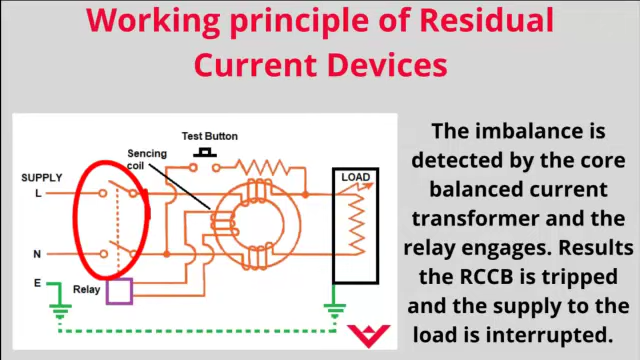 Working principle of Residual
Current Devices
Test Button
Sencing
coil
SUPPLY
LOAD
L
N
E
Relay
The imbalance is
detected by the core
balanced current
transformer and the
relay engages. Results
the RCCB is tripped
and the supply to the
load is interrupted.